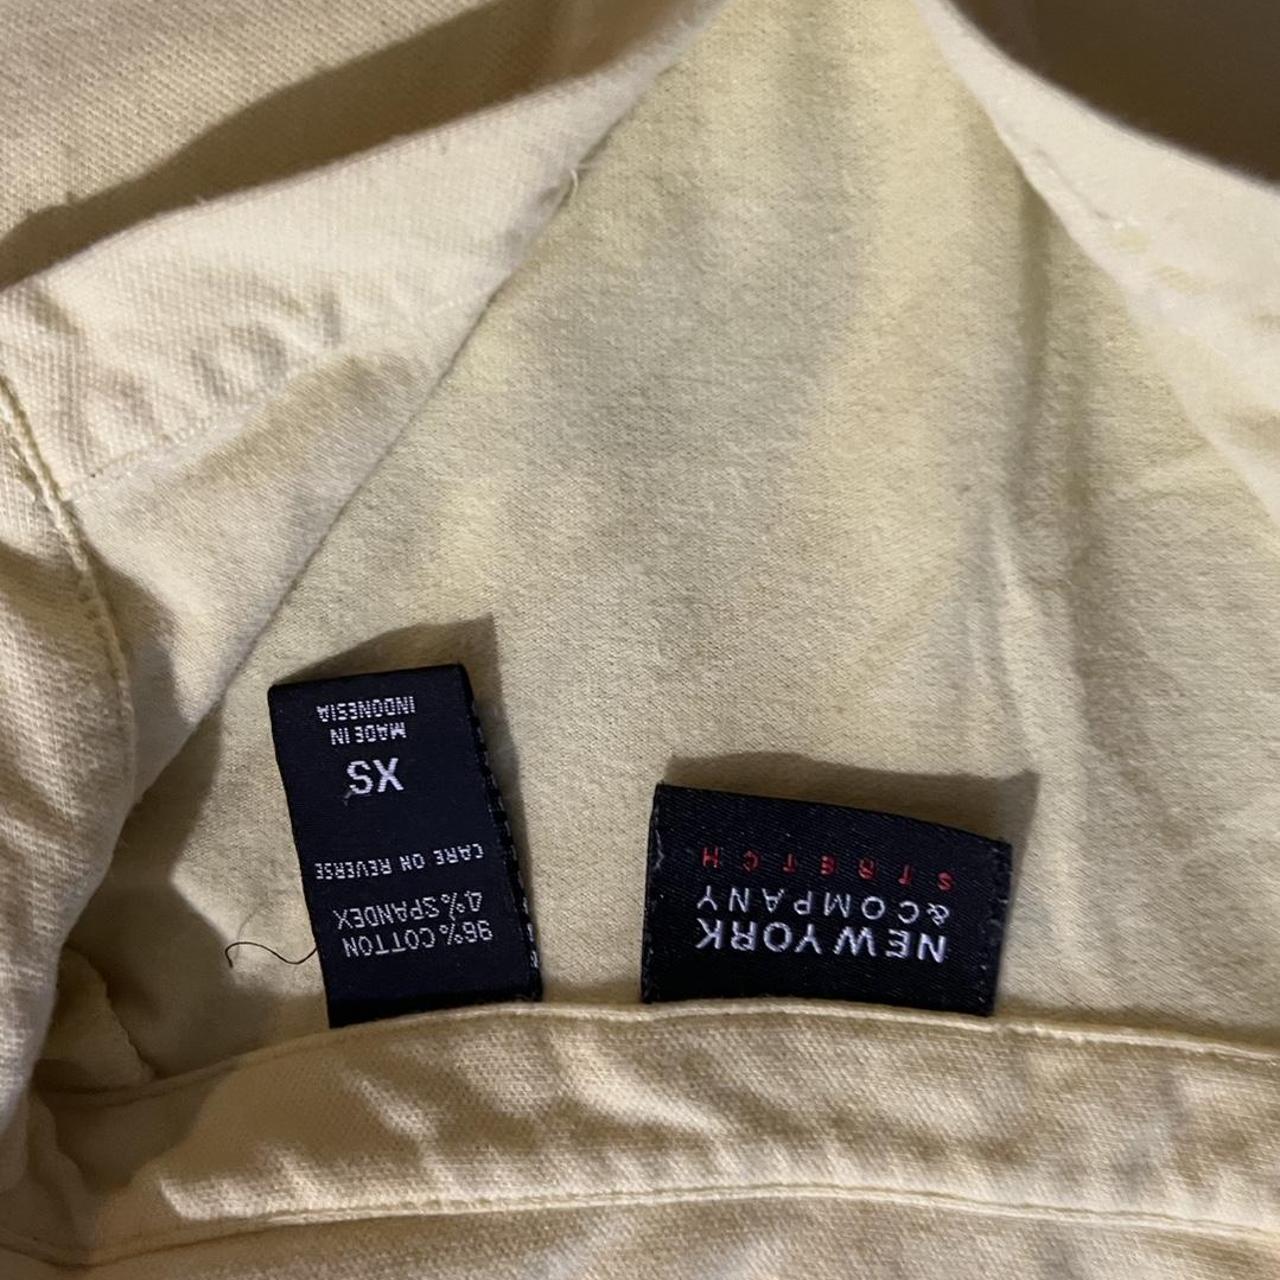 NEW YORK
& COMPANY
STRETCH
96% COTTON
4% SPANDEX
CARE ON REVERSE
XS
MADE IN
INDONESIA